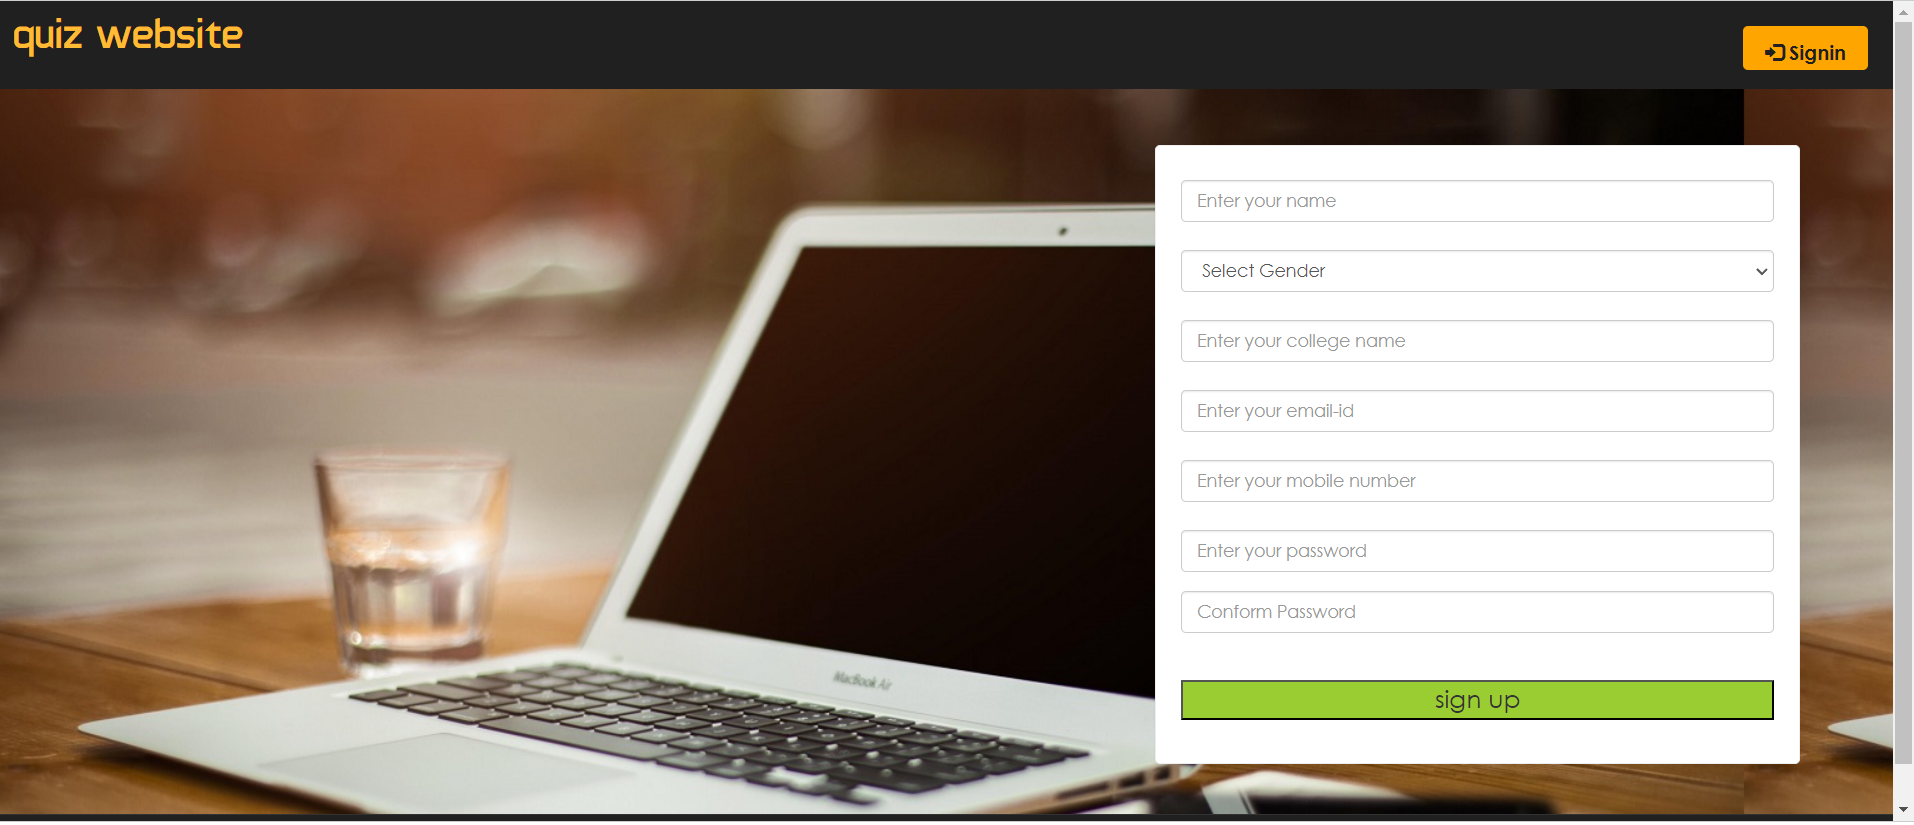 quiz website
Signin
Enter your name
Select Gender
Enter your college name
Enter your email-id
Enter your mobile number
Enter your password
Conform Password
sign up
MacBook Air